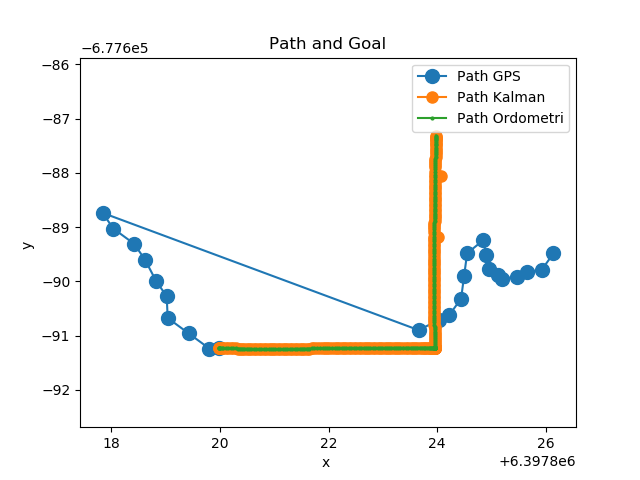 Path and Goal
−6.776e5
−86
−87
−88
−89
−90
−91
−92
y
Path GPS
Path Kalman
Path Ordometri
18
20
22
24
26
x
+6.3978e6